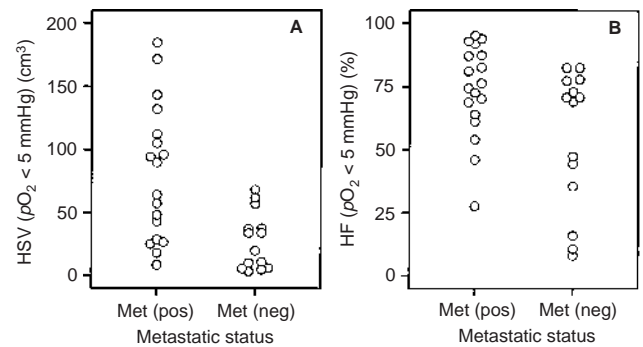 A
HSV (pO₂ < 5 mmHg) (cm³)
200
150
100
50
0
Met (pos)
Met (neg)
Metastatic status
B
HF (pO₂ < 5 mmHg) (%)
100
75
50
25
0
Met (pos)
Met (neg)
Metastatic status